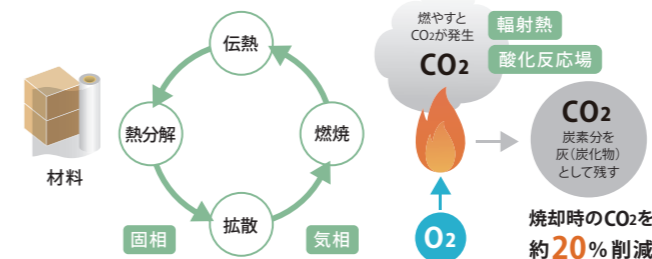 材料
伝熱
熱分解
燃焼
拡散
固相
気相
燃やすと
CO2が発生
CO2
輻射熱
酸化反応場
O2
CO2
炭素分を
灰(炭化物)
として残す
焼却時のCO2を
約20%削減